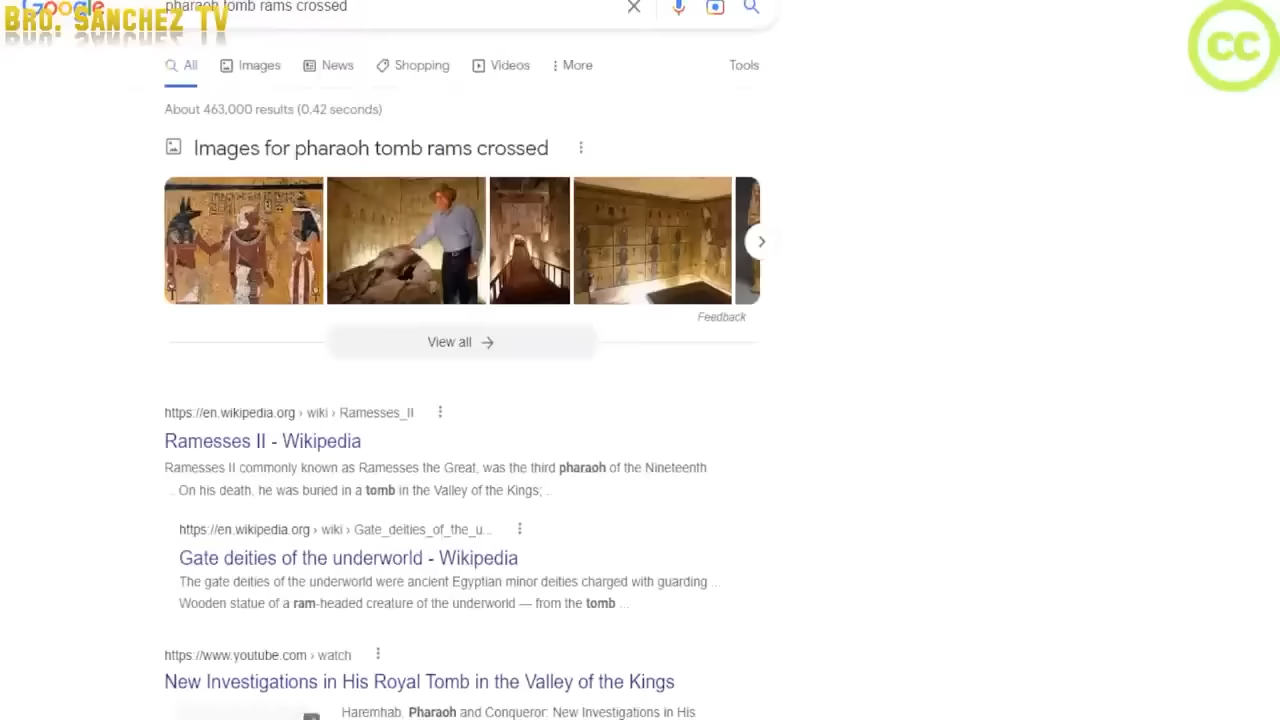 Google
BRO. SANCHEZ TV
pharaoh tomb rams crossed
CC
All
Images
News
Shopping
Videos
More
Tools
About 463,000 results (0.42 seconds)
Images for pharaoh tomb rams crossed
Feedback
View all
https://en.wikipedia.org › wiki › Ramesses_II
Ramesses II - Wikipedia
Ramesses II commonly known as Ramesses the Great, was the third pharaoh of the Nineteenth
... On his death, he was buried in a tomb in the Valley of the Kings; ...
https://en.wikipedia.org › wiki › Gate_deities_of_the_u...
Gate deities of the underworld - Wikipedia
The gate deities of the underworld were ancient Egyptian minor deities charged with guarding ...
Wooden statue of a ram-headed creature of the underworld — from the tomb ...
https://www.youtube.com › watch
New Investigations in His Royal Tomb in the Valley of the Kings
Haremhab, Pharaoh and Conqueror: New Investigations in His